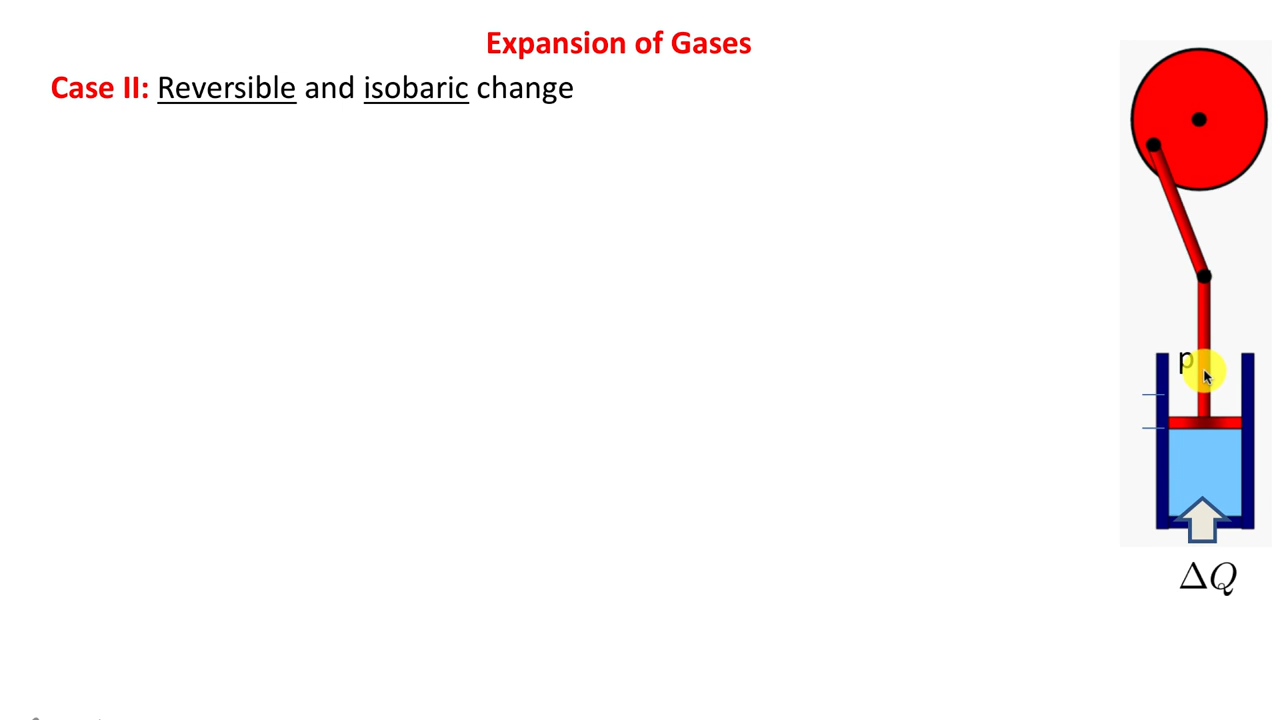 Expansion of Gases
Case II: Reversible and isobaric change
p
ΔQ